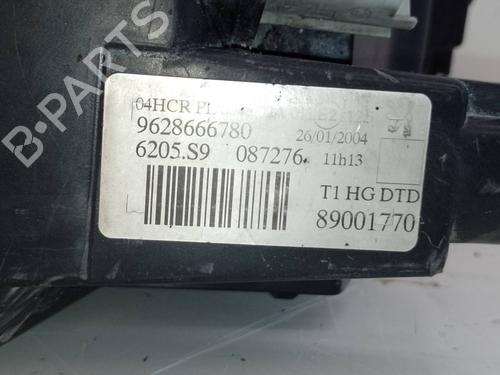 04HCR
9628666780
26/01/2004
6205.S9 087276 11h13
T1 HG DTD
89001770
B-PARTS